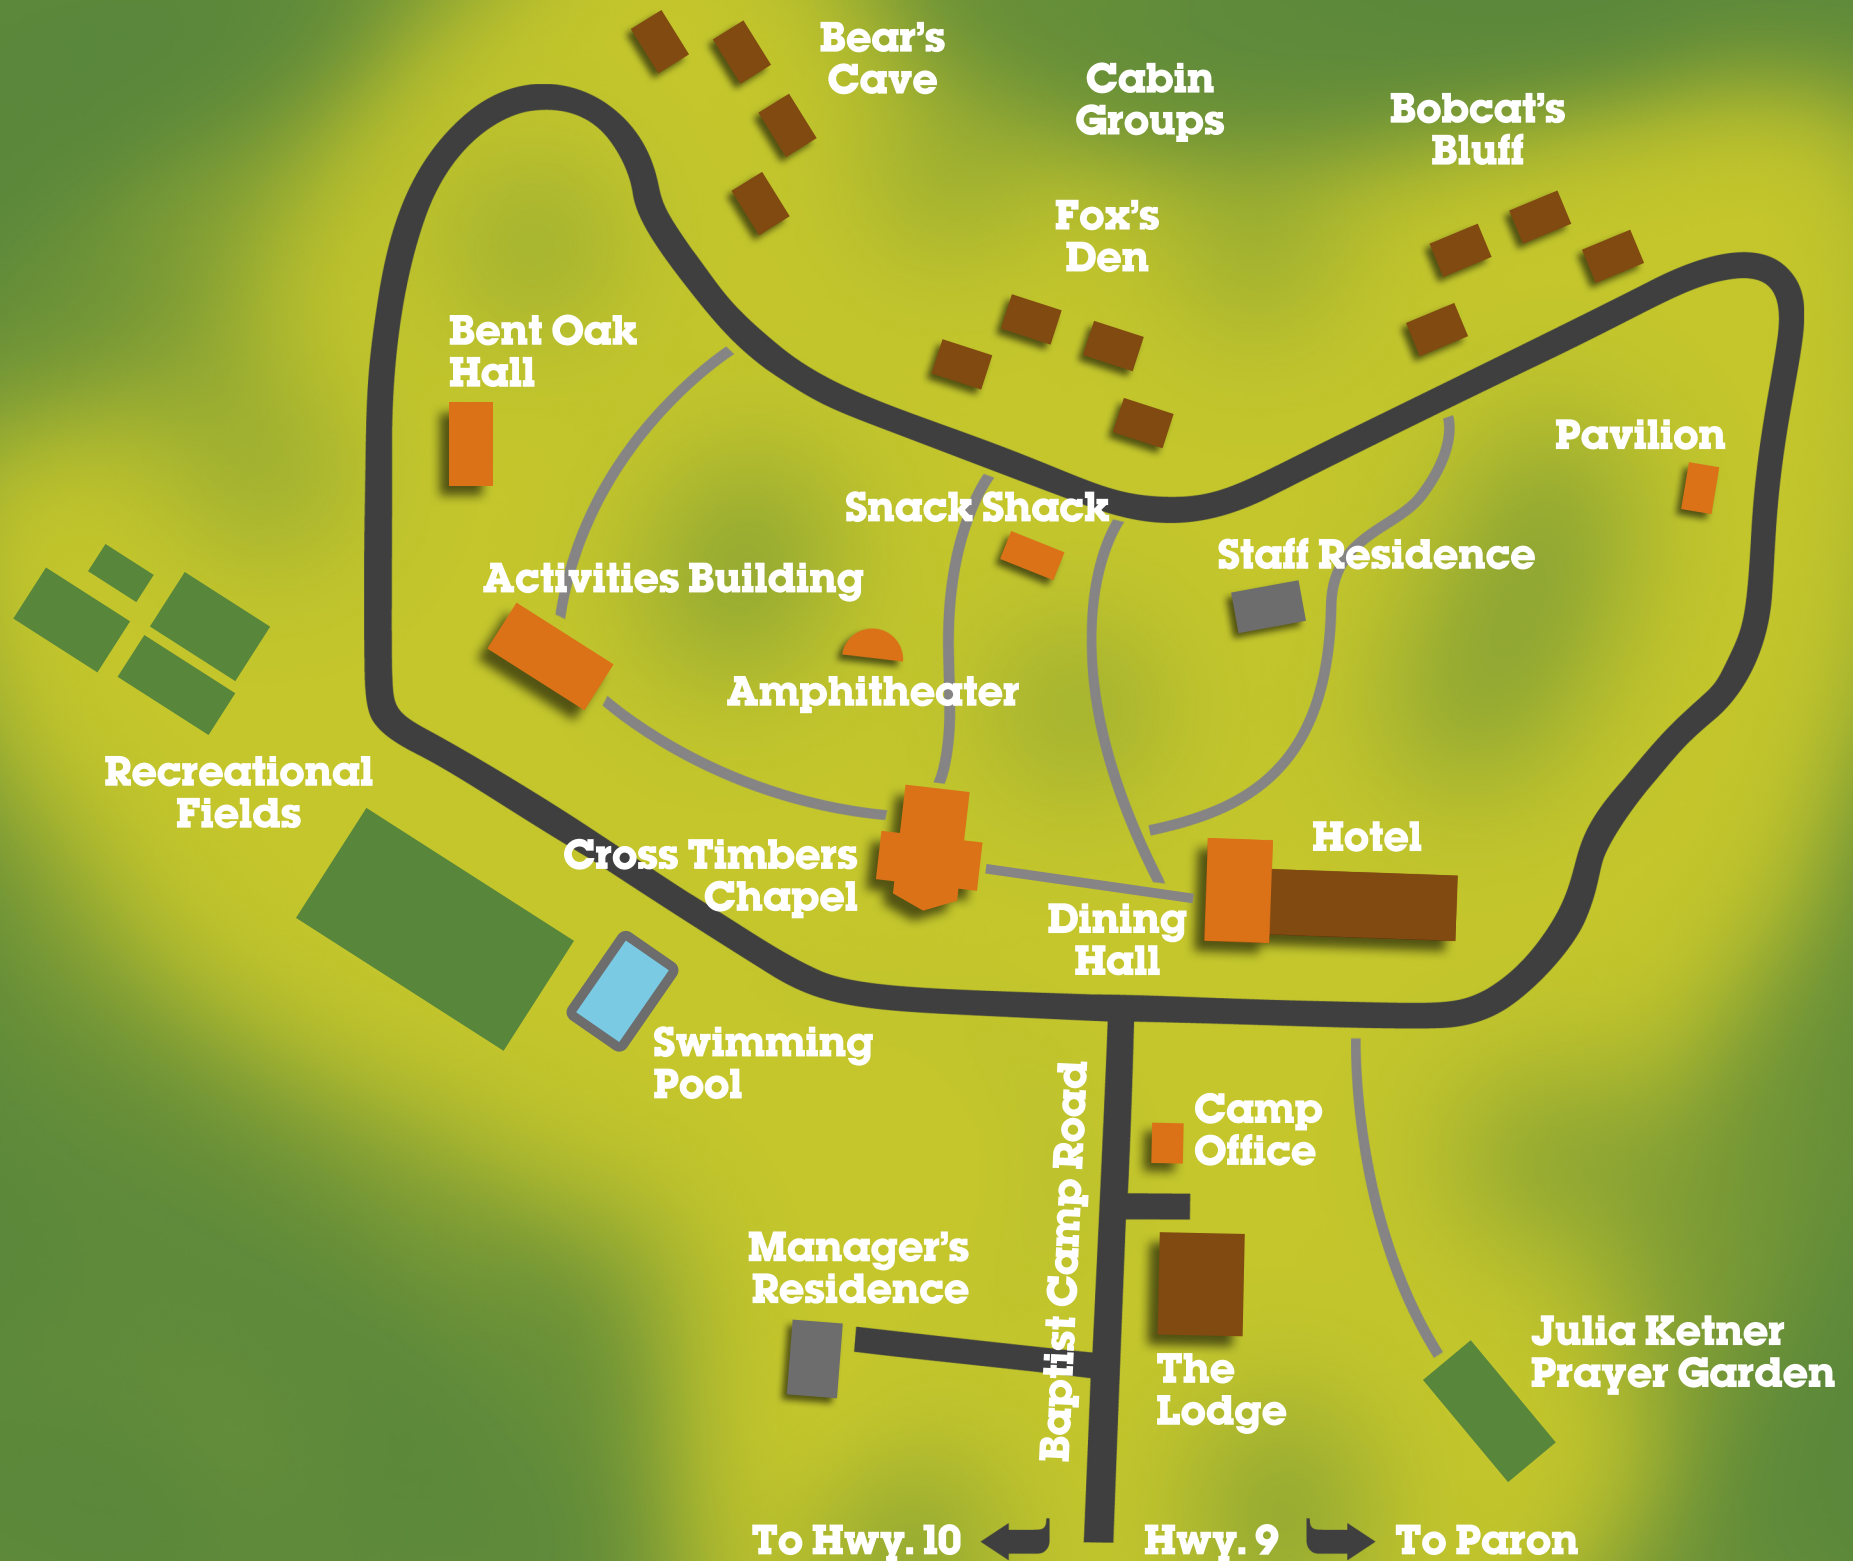 Bear's
Cave
Cabin
Groups
Bobcat's
Bluff
Fox's
Den
Bent Oak
Hall
Pavilion
Snack Shack
Staff Residence
Activities Building
Amphitheater
Recreational
Fields
Cross Timbers
Chapel
Hotel
Dining
Hall
Swimming
Pool
Baptist Camp Road
Camp
Office
Manager's
Residence
The
Lodge
Julia Ketner
Prayer Garden
To Hwy. 10
Hwy. 9
To Paron